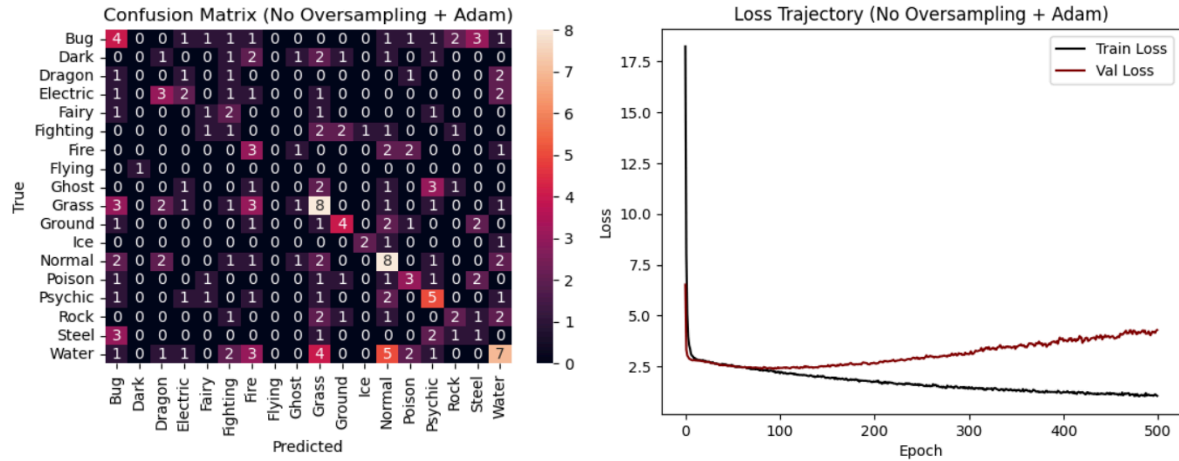 Confusion Matrix (No Oversampling + Adam)
True
Bug 4 0 0 1 1 1 1 0 0 0 0 0 1 1 1 2 3 1
Dark 0 0 1 0 0 1 2 0 1 2 1 0 1 0 1 0 0 0
Dragon 1 0 0 1 0 1 0 0 0 0 0 0 0 1 0 0 0 2
Electric 1 0 3 2 0 1 1 0 0 1 0 0 0 0 0 0 0 2
Fairy 1 0 0 0 1 2 0 0 0 1 0 0 0 0 1 0 0 0
Fighting 0 0 0 0 1 1 0 0 0 2 2 1 1 0 0 1 0 0
Fire 0 0 0 0 0 0 3 0 1 0 0 0 2 2 0 0 0 1
Flying 0 1 0 0 0 0 0 0 0 0 0 0 0 0 0 0 0 0
Ghost 0 0 0 1 0 0 1 0 0 2 0 0 1 0 3 1 0 0
Grass 3 0 2 1 0 1 3 0 1 8 0 0 1 0 1 0 0 1
Ground 1 0 0 0 0 0 1 0 0 1 4 0 2 1 0 0 2 0
Ice 0 0 0 0 0 0 0 0 0 0 0 2 1 0 0 0 0 1
Normal 2 0 2 0 0 1 1 0 1 2 0 0 8 0 1 0 0 2
Poison 1 0 0 0 1 0 0 0 0 1 1 0 1 3 1 0 2 0
Psychic 1 0 0 1 1 0 1 0 0 1 0 0 2 0 5 0 0 1
Rock 0 0 0 0 0 1 0 0 0 2 1 0 0 0 0 2 1 2
Steel 3 0 0 0 0 0 0 0 0 1 0 0 0 0 2 1 1 0
Water 1 0 1 1 0 2 3 0 0 4 0 0 5 2 1 0 0 7
Bug Dark Dragon Electric Fairy Fighting Fire Flying Ghost Grass Ground Ice Normal Poison Psychic Rock Steel Water
Predicted
8
7
6
5
4
3
2
1
0
Loss Trajectory (No Oversampling + Adam)
Train Loss
Val Loss
Loss
17.5
15.0
12.5
10.0
7.5
5.0
2.5
0 100 200 300 400 500
Epoch